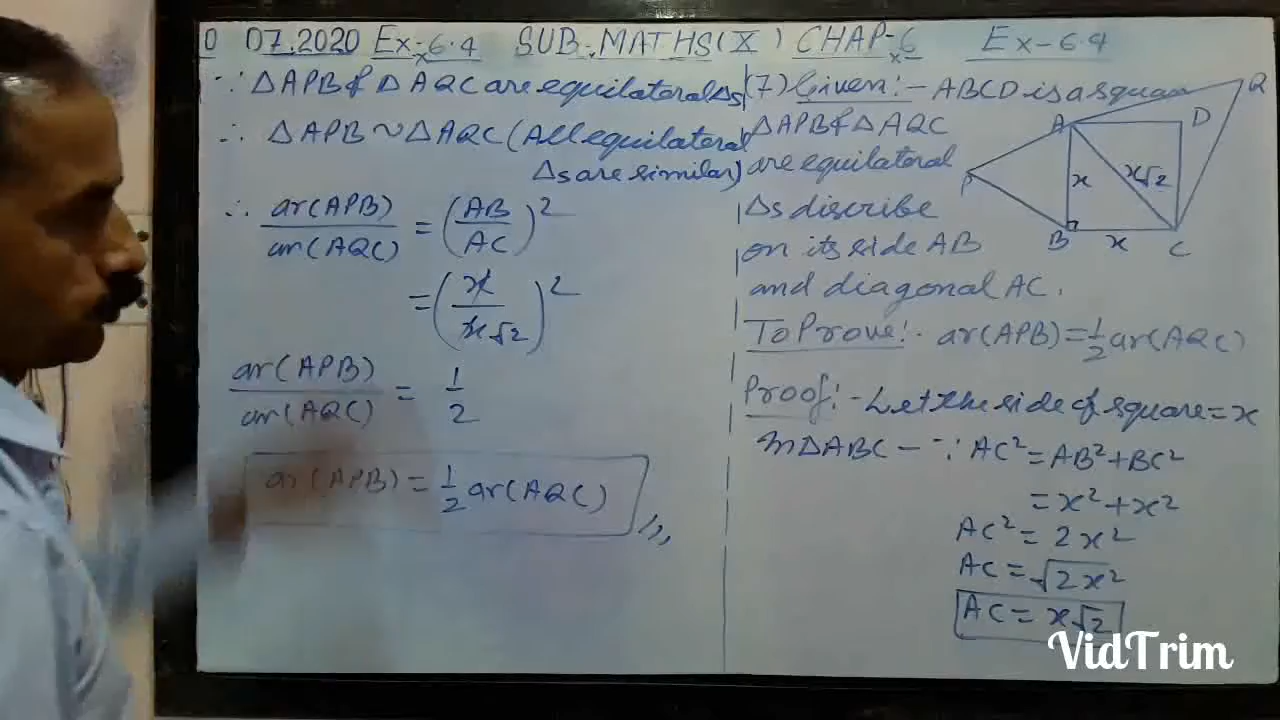 0 07.2020 Ex-6.4 SUB.MATHS(X) CHAP-6 Ex-6.4
∵ ΔAPB & ΔAQC are equilateral Δs
∴ ΔAPB ~ ΔAQC (All equilateral
Δs are similar)
∴ ar(APB)/ar(AQC) = (AB/AC)²
= (x/x√2)²
ar(APB)/ar(AQC) = 1/2
ar(APB) = 1/2 ar(AQC)
(7) Given:- ABCD is a square
ΔAPB & ΔAQC
are equilateral
Δs discribe
on its side AB
and diagonal AC.
To Prove:- ar(APB) = 1/2 ar(AQC)
Proof:- Let the side of square = x
In ΔABC - ∵ AC² = AB² + BC²
= x² + x²
AC² = 2x²
AC = √2x²
AC = x√2
Q
A
D
P
x
x√2
B
x
C
VidTrim